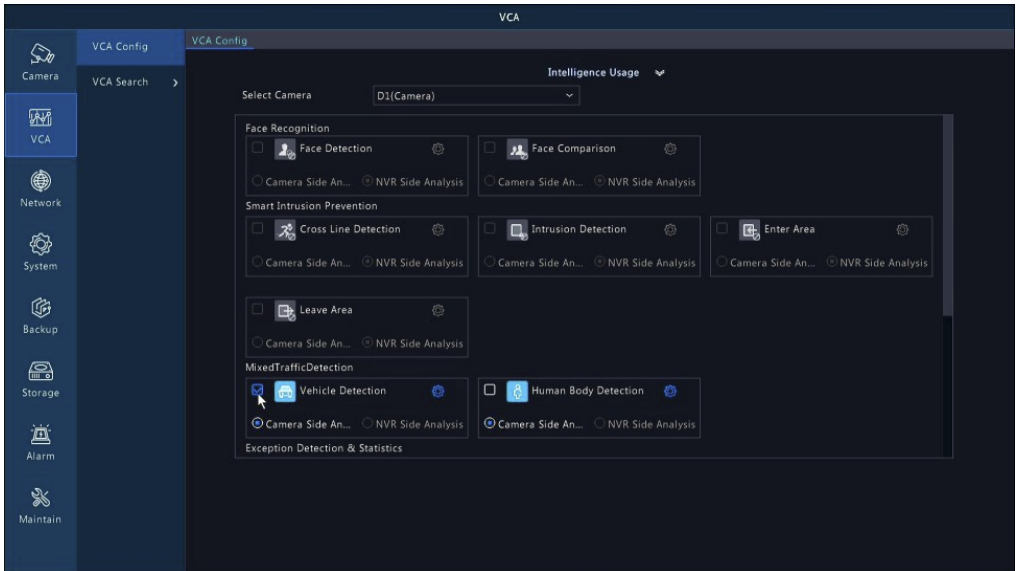 VCA
Camera
VCA
Network
System
Backup
Storage
Alarm
Maintain
VCA Config
VCA Search
VCA Config
Intelligence Usage
Select Camera D1(Camera)
Face Recognition
Face Detection Face Comparison
Camera Side An... NVR Side Analysis Camera Side An... NVR Side Analysis
Smart Intrusion Prevention
Cross Line Detection Intrusion Detection Enter Area
Camera Side An... NVR Side Analysis Camera Side An... NVR Side Analysis Camera Side An... NVR Side Analysis
Leave Area
Camera Side An... NVR Side Analysis
MixedTrafficDetection
Vehicle Detection Human Body Detection
Camera Side An... NVR Side Analysis Camera Side An... NVR Side Analysis
Exception Detection & Statistics